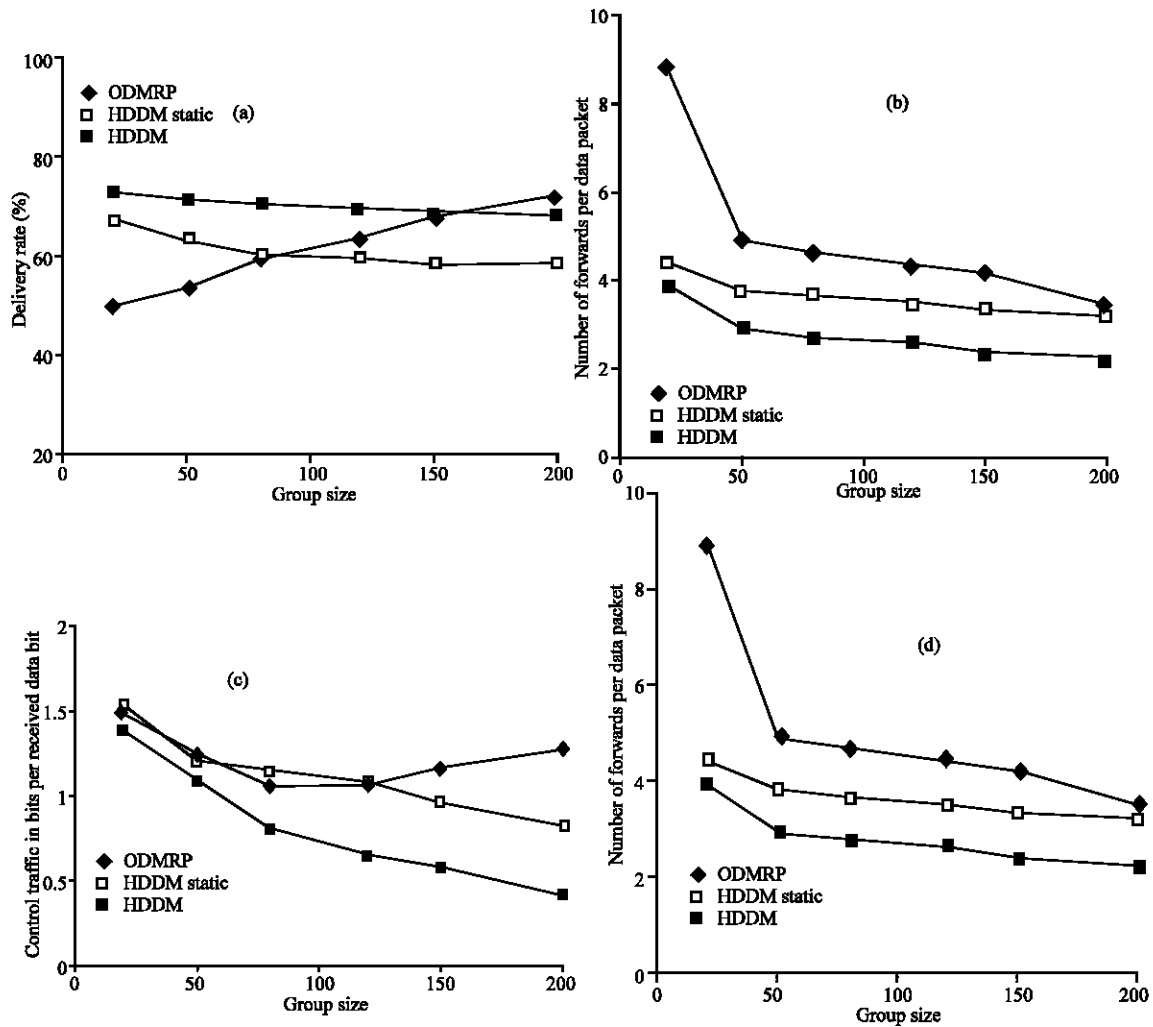 100
80
60
40
20
Delivery rate (%)
ODMRP
HDDM static
HDDM
(a)
0
50
100
150
200
Group size
10
8
6
4
2
0
Number of forwards per data packet
(b)
ODMRP
HDDM static
HDDM
0
50
100
150
200
Group size
2
1.5
1
0.5
0
Control traffic in bits per received data bit
(c)
ODMRP
HDDM static
HDDM
0
50
100
150
200
Group size
10
8
6
4
2
0
Number of forwards per data packet
(d)
ODMRP
HDDM static
HDDM
0
50
100
150
200
Group size